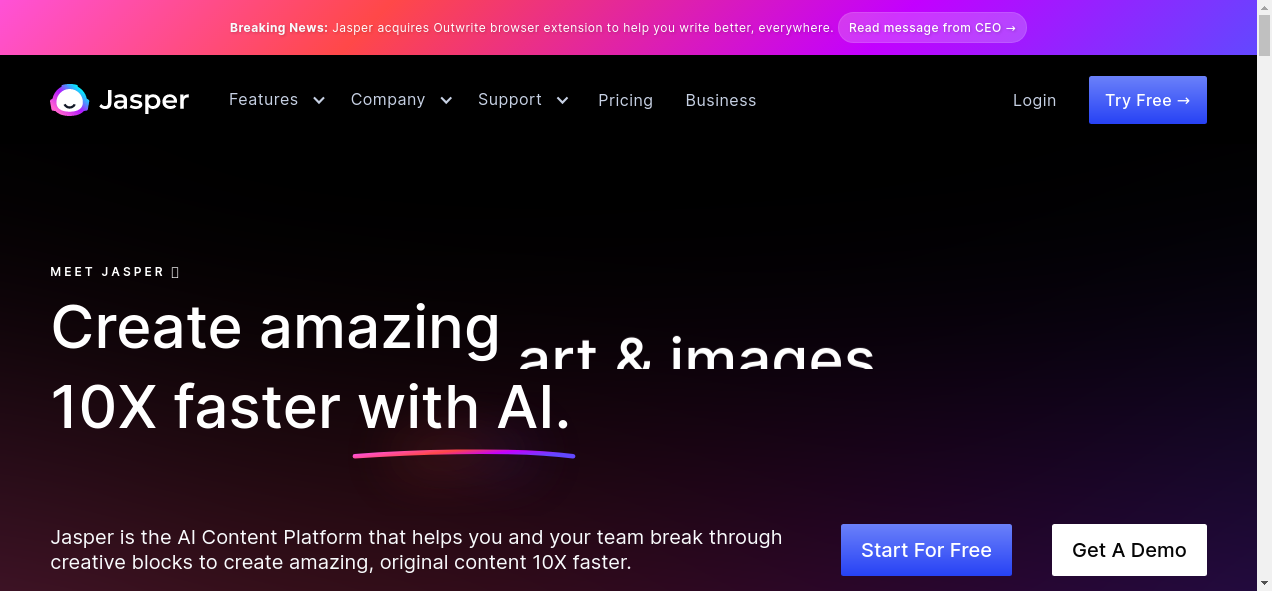 Breaking News: Jasper acquires Outwrite browser extension to help you write better, everywhere. Read message from CEO →
Jasper Features Company Support Pricing Business Login Try Free →
MEET JASPER
Create amazing art & images
10X faster with AI.
Jasper is the AI Content Platform that helps you and your team break through
creative blocks to create amazing, original content 10X faster.
Start For Free Get A Demo